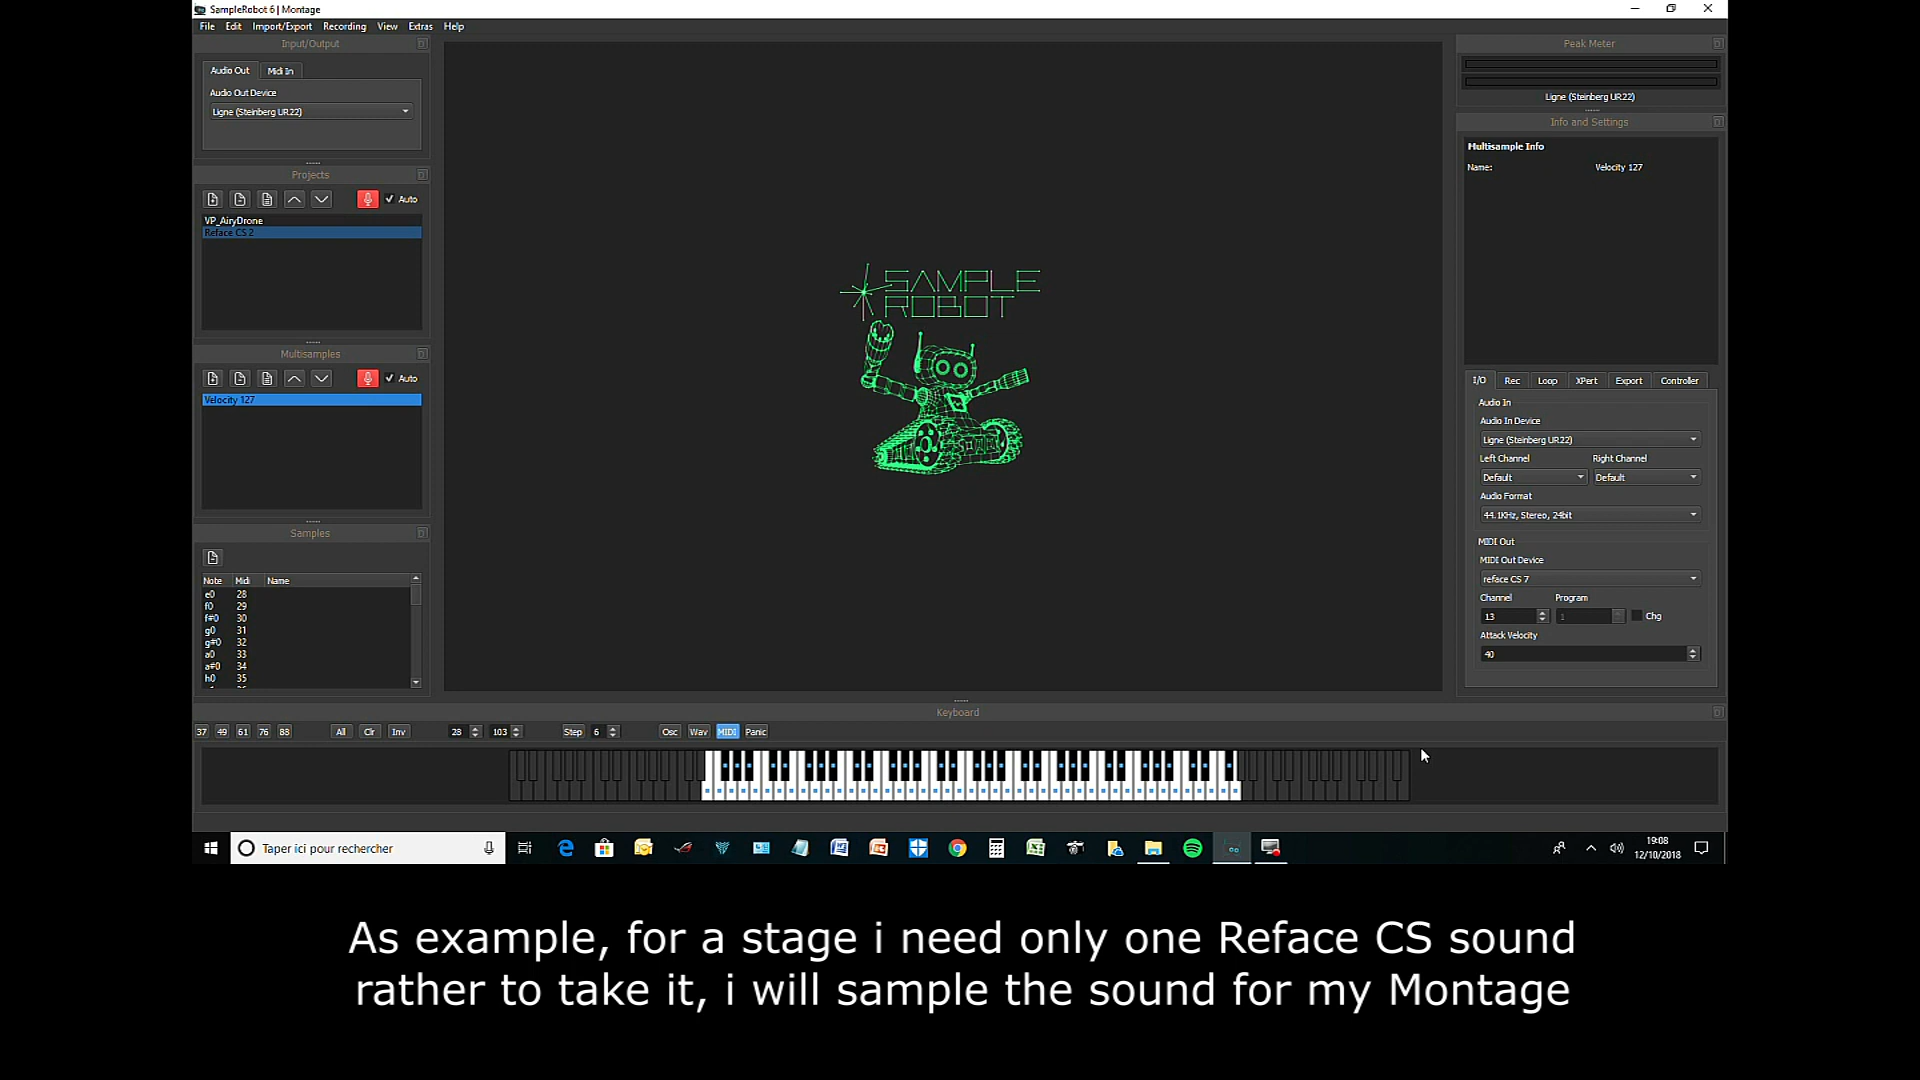 SampleRobot 6 | Montage
File Edit Import/Export Recording View Extras Help
Input/Output
Audio Out Midi In
Audio Out Device
Ligne (Steinberg UR22)
Projects
Auto
VP_AiryDrone
Reface CS 2
Multisamples
Auto
Velocity 127
Samples
Note Midi Name
e0 28
f0 29
f#0 30
g0 31
g#0 32
a0 33
a#0 34
h0 35
SAMPLE
ROBOT
Peak Meter
Ligne (Steinberg UR22)
Info and Settings
Multisample Info
Name: Velocity 127
I/O Rec Loop XPert Export Controller
Audio In
Audio In Device
Ligne (Steinberg UR22)
Left Channel Right Channel
Default Default
Audio Format
44.1KHz, Stereo, 24bit
MIDI Out
MIDI Out Device
reface CS 7
Channel Program
13 1 Chg
Attack Velocity
40
Keyboard
37 49 61 76 88 All Clr Inv 28 103 Step 6 Osc Wav MIDI Panic
Taper ici pour rechercher
19:08
12/10/2018
As example, for a stage i need only one Reface CS sound
rather to take it, i will sample the sound for my Montage